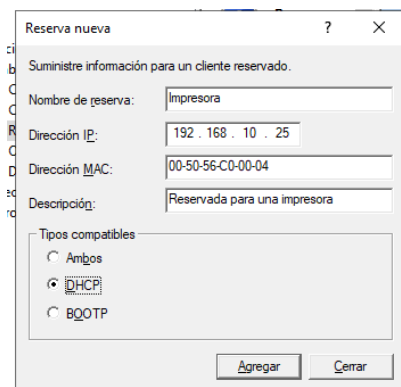 Reserva nueva
Suministre información para un cliente reservado.
Nombre de reserva: Impresora
Dirección IP: 192 . 168 . 10 . 25
Dirección MAC: 00-50-56-C0-00-04
Descripción: Reservada para una impresora
Tipos compatibles
Ambos
DHCP
BOOTP
Agregar Cerrar